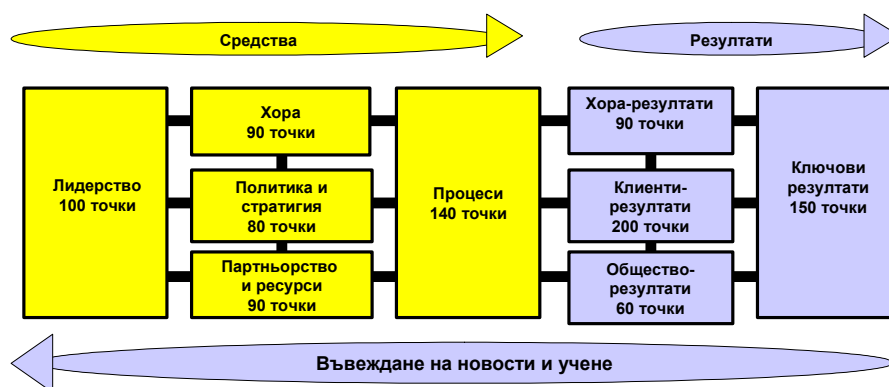 Средства
Резултати
Лидерство
100 точки
Хора
90 точки
Политика и
стратигия
80 точки
Партньорство
и ресурси
90 точки
Процеси
140 точки
Хора-резултати
90 точки
Клиенти-
резултати
200 точки
Общество-
резултати
60 точки
Ключови
резултати
150 точки
Въвеждане на новости и учене